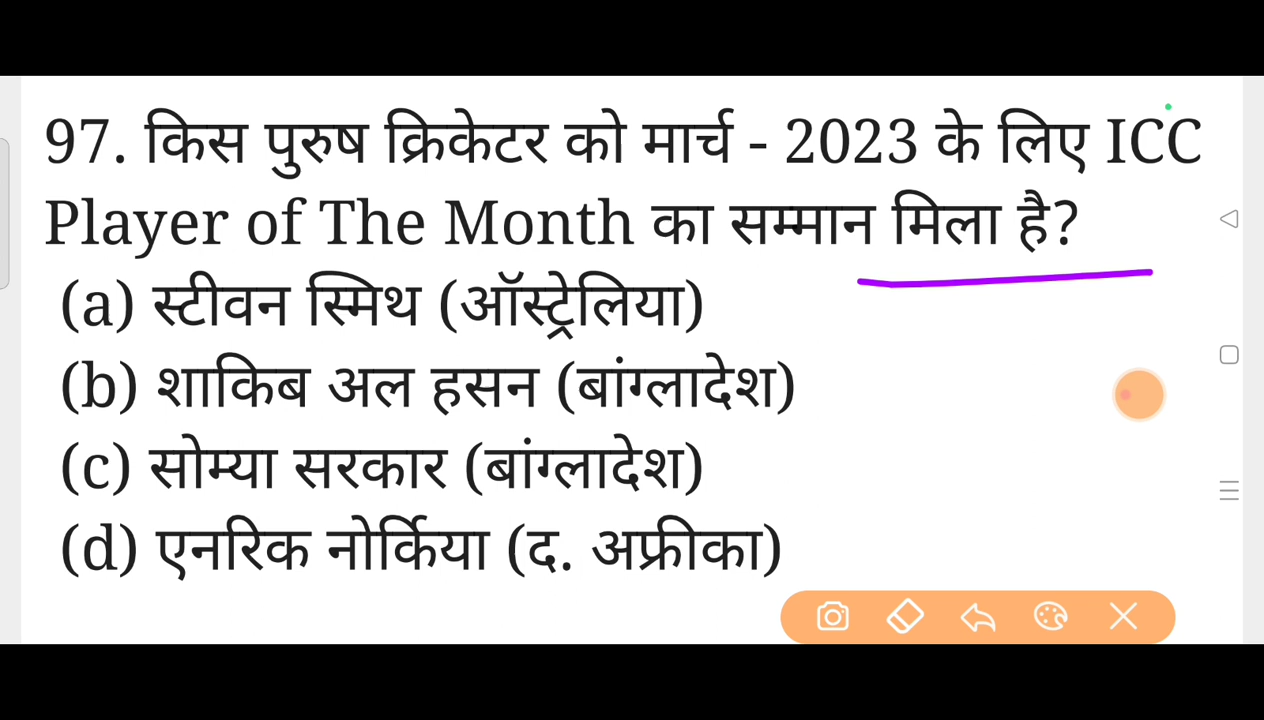 97. किस पुरुष क्रिकेटर को मार्च - 2023 के लिए ICC
Player of The Month का सम्मान मिला है?
(a) स्टीवन स्मिथ (ऑस्ट्रेलिया)
(b) शाकिब अल हसन (बांग्लादेश)
(c) सोम्या सरकार (बांग्लादेश)
(d) एनरिक नोर्किया (द. अफ्रीका)